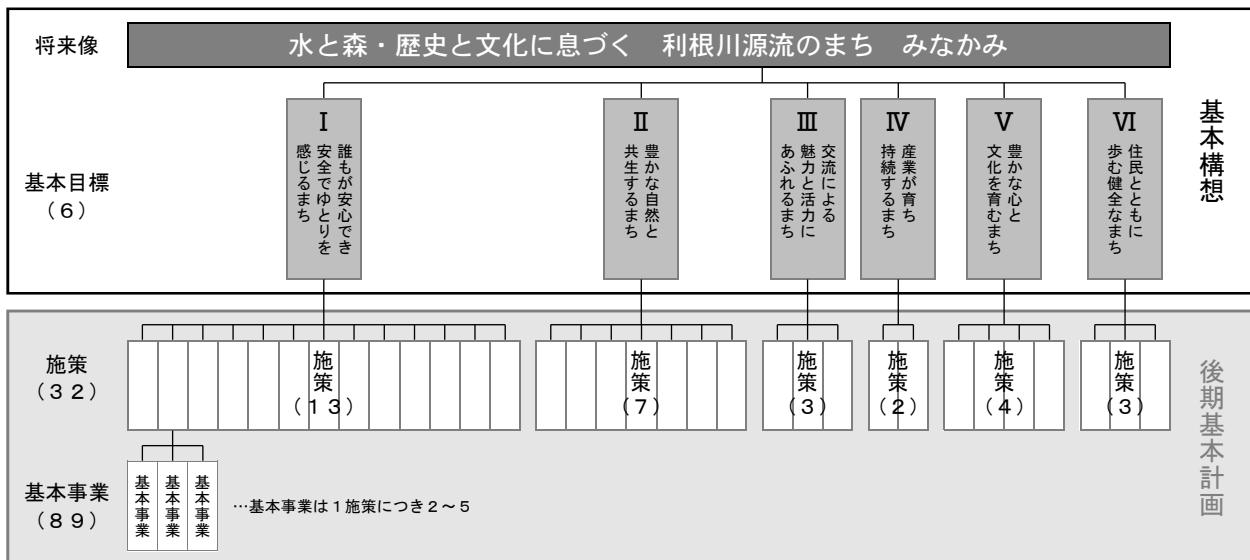 将来像
水と森・歴史と文化に息づく　利根川源流のまち　みなかみ
基本構想
基本目標
（６）
Ⅰ
誰もが安心でき
安全でゆとりを
感じるまち
Ⅱ
豊かな自然と
共生するまち
Ⅲ
交流による
魅力と活力に
あふれるまち
Ⅳ
産業が育ち
持続するまち
Ⅴ
豊かな心と
文化を育むまち
Ⅵ
住民とともに
歩む健全なまち
後期基本計画
施策
（３２）
施策
（１３）
施策
（７）
施策
（３）
施策
（２）
施策
（４）
施策
（３）
基本事業
（８９）
基本事業
基本事業
基本事業
…基本事業は１施策につき２～５